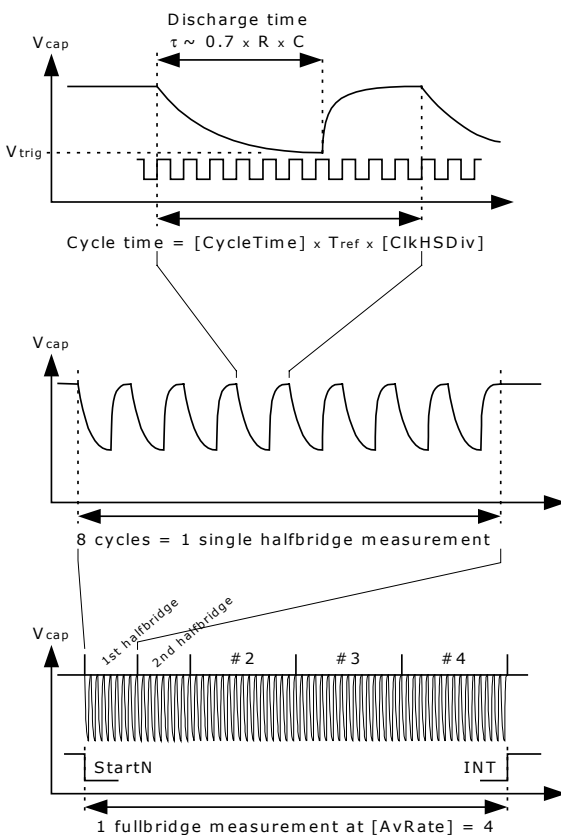 Discharge time
τ ~ 0.7 x R x C
Vcap
Vtrig
Cycle time = [CycleTime] x Tref x [ClkHSDiv]
Vcap
8 cycles = 1 single halfbridge measurement
Vcap
1st halfbridge
2nd halfbridge
#2
#3
#4
StartN
INT
1 fullbridge measurement at [AvRate] = 4